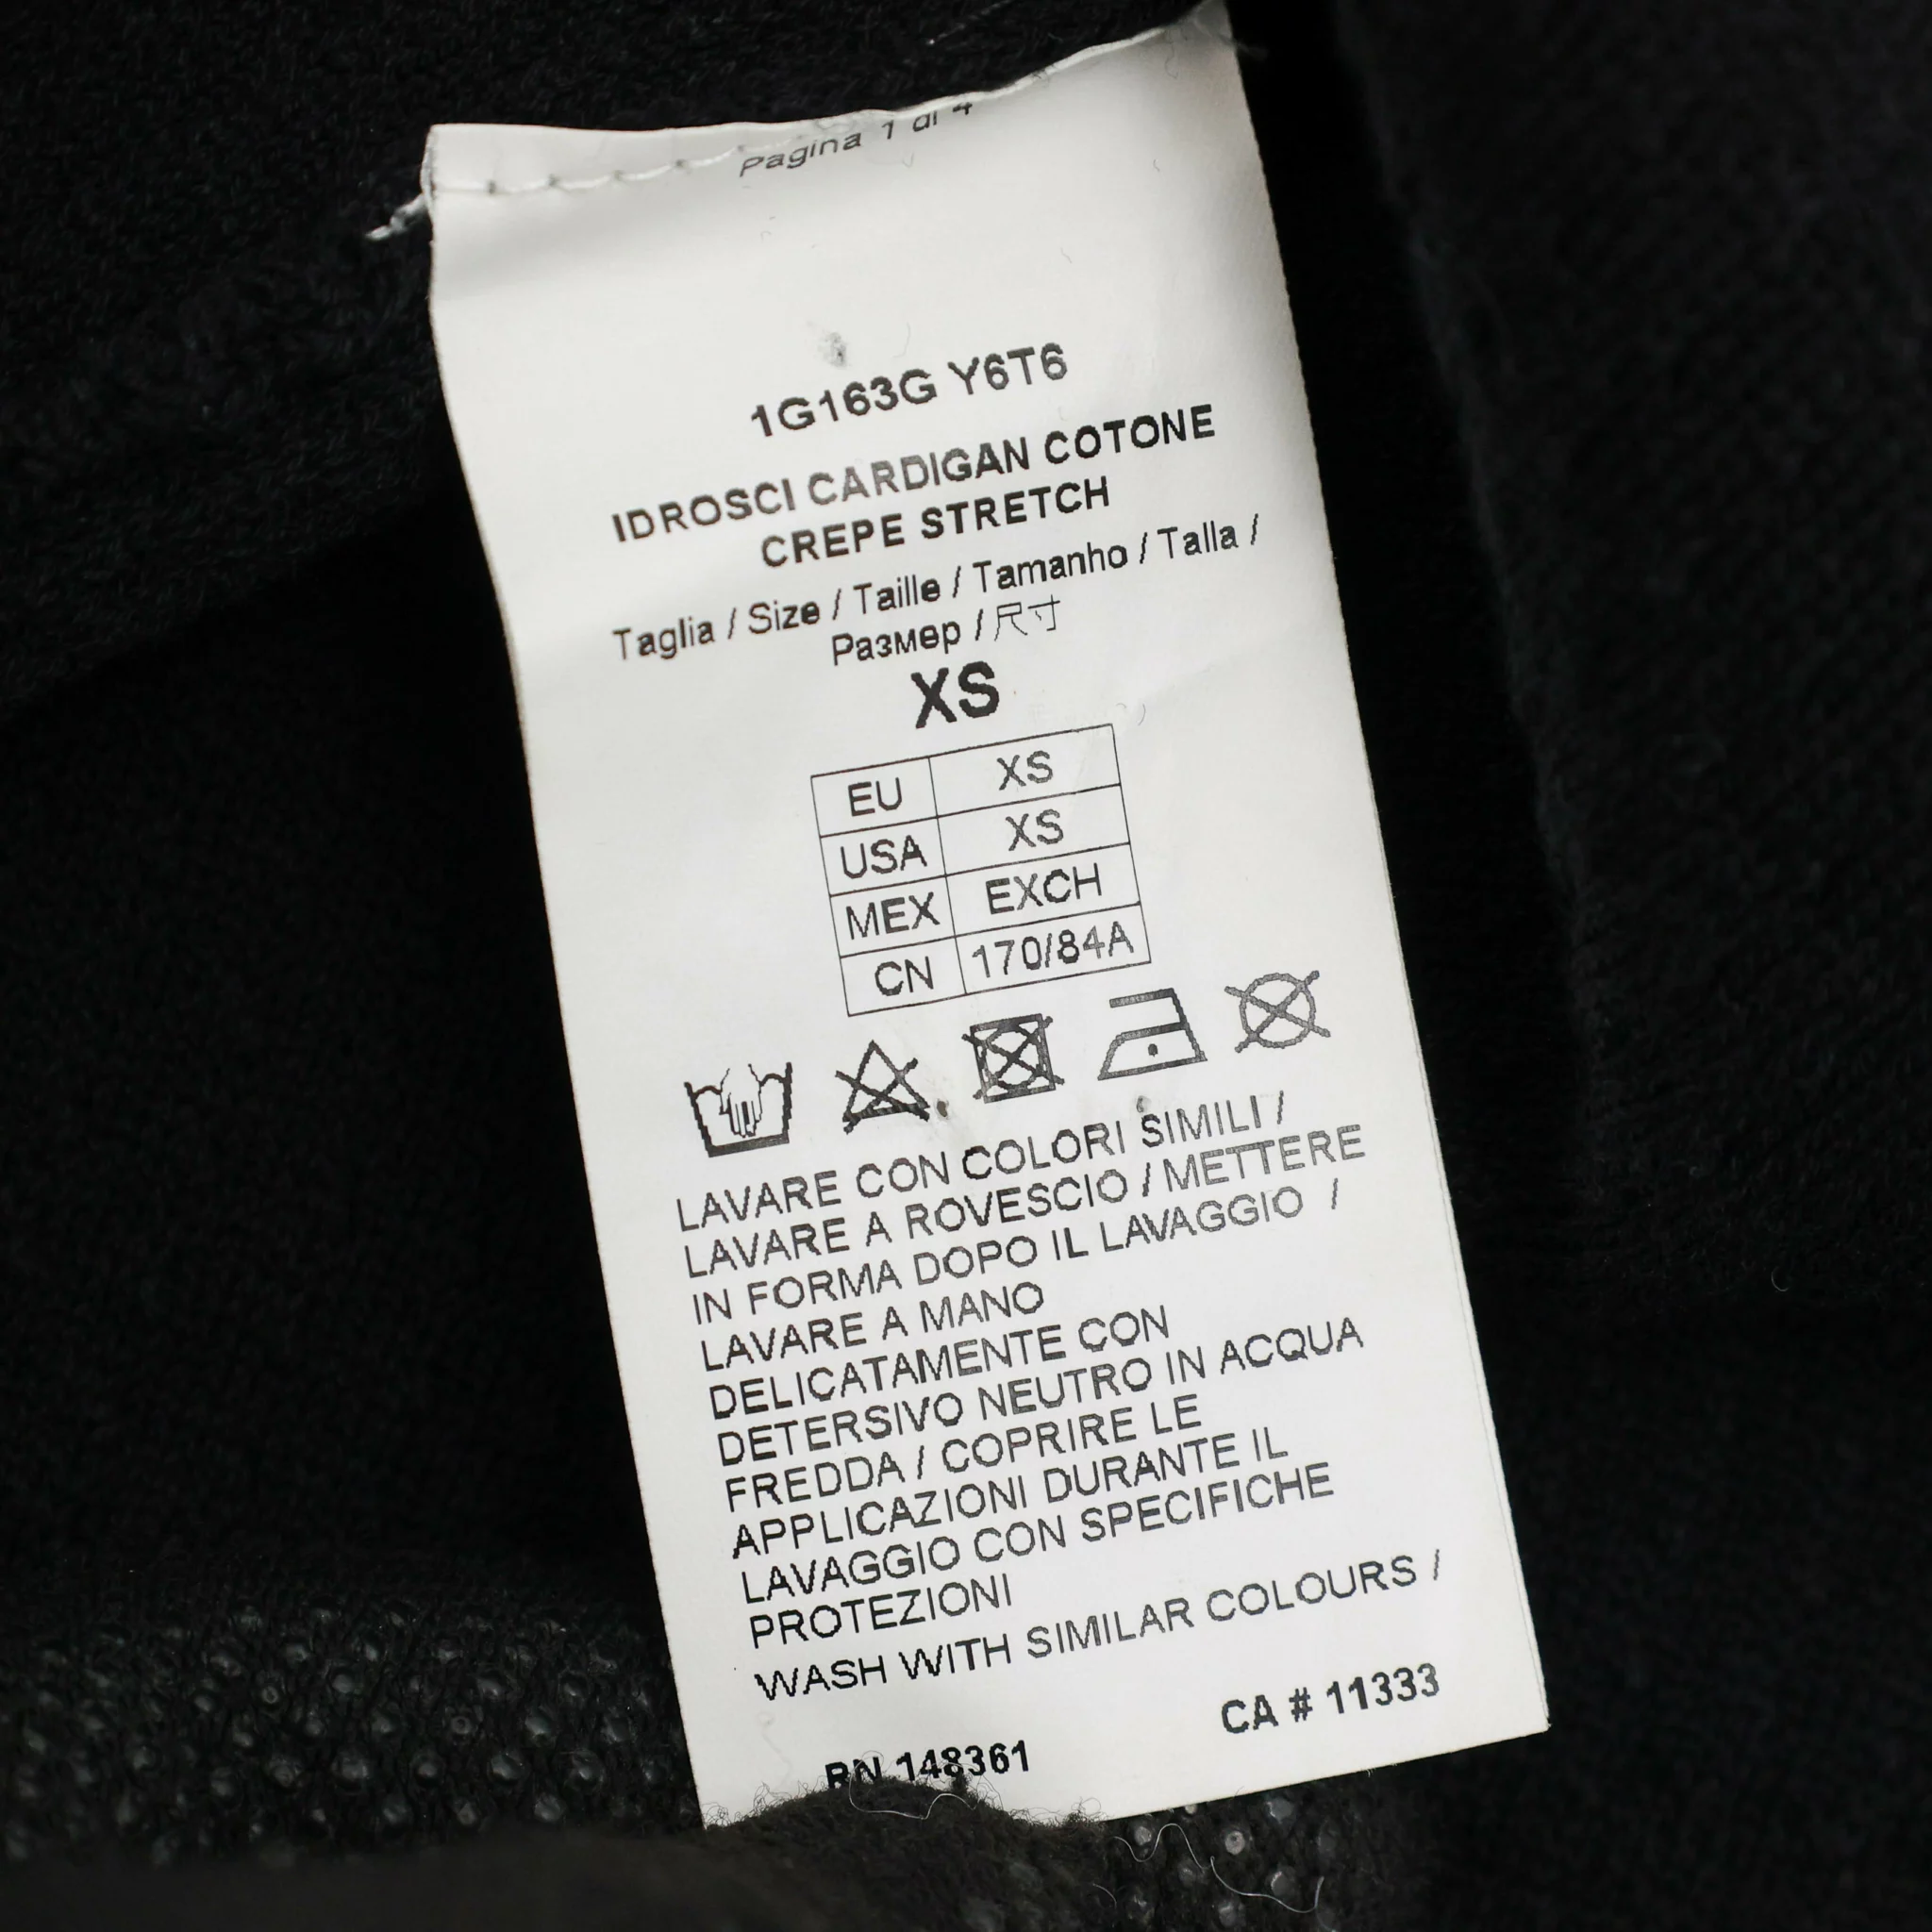 Pagina 1 di 4
1G163G Y6T6
IDROSCI CARDIGAN COTONE
CREPE STRETCH
Taglia / Size / Taille / Tamanho / Talla /
Размер / 尺寸
XS
EU XS
USA XS
MEX EXCH
CN 170/84A
LAVARE CON COLORI SIMILI /
LAVARE A ROVESCIO / METTERE
IN FORMA DOPO IL LAVAGGIO /
LAVARE A MANO
DELICATAMENTE CON
DETERSIVO NEUTRO IN ACQUA
FREDDA / COPRIRE LE
APPLICAZIONI DURANTE IL
LAVAGGIO CON SPECIFICHE
PROTEZIONI
WASH WITH SIMILAR COLOURS /
CA # 11333
RN 148361